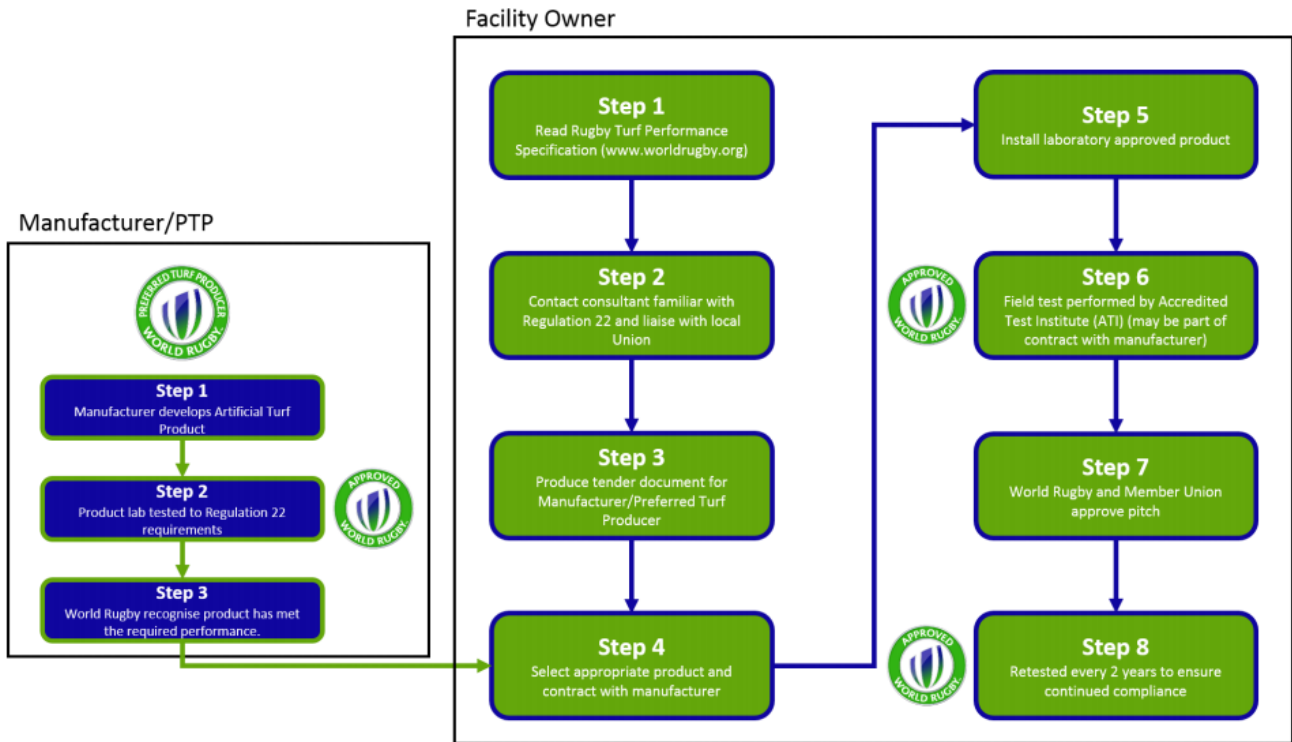 Facility Owner
Manufacturer/PTP
PREFERRED TURF PRODUCER
WORLD RUGBY.
Step 1
Manufacturer develops Artificial Turf
Product
Step 2
Product lab tested to Regulation 22
requirements
APPROVED
WORLD RUGBY.
Step 3
World Rugby recognise product has met
the required performance.
Step 1
Read Rugby Turf Performance
Specification (www.worldrugby.org)
Step 2
Contact consultant familiar with
Regulation 22 and liaise with local
Union
Step 3
Produce tender document for
Manufacturer/Preferred Turf
Producer
Step 4
Select appropriate product and
contract with manufacturer
Step 5
Install laboratory approved product
APPROVED
WORLD RUGBY.
Step 6
Field test performed by Accredited
Test Institute (ATI) (may be part of
contract with manufacturer)
Step 7
World Rugby and Member Union
approve pitch
APPROVED
WORLD RUGBY.
Step 8
Retested every 2 years to ensure
continued compliance